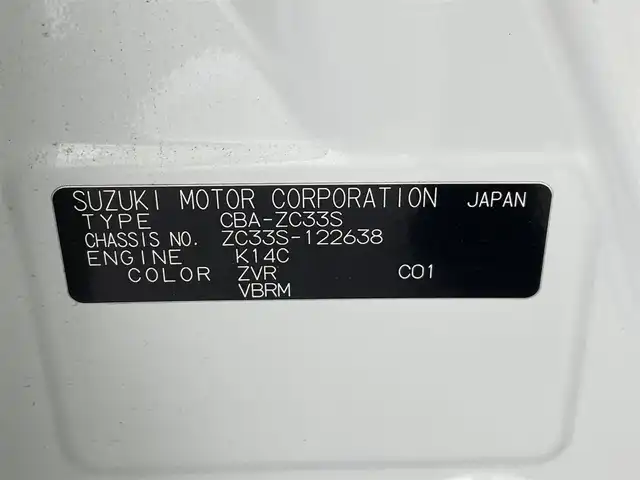 SUZUKI MOTOR CORPORATION JAPAN
TYPE CBA-ZC33S
CHASSIS NO. ZC33S-122638
ENGINE K14C
COLOR ZVR C01
VBRM